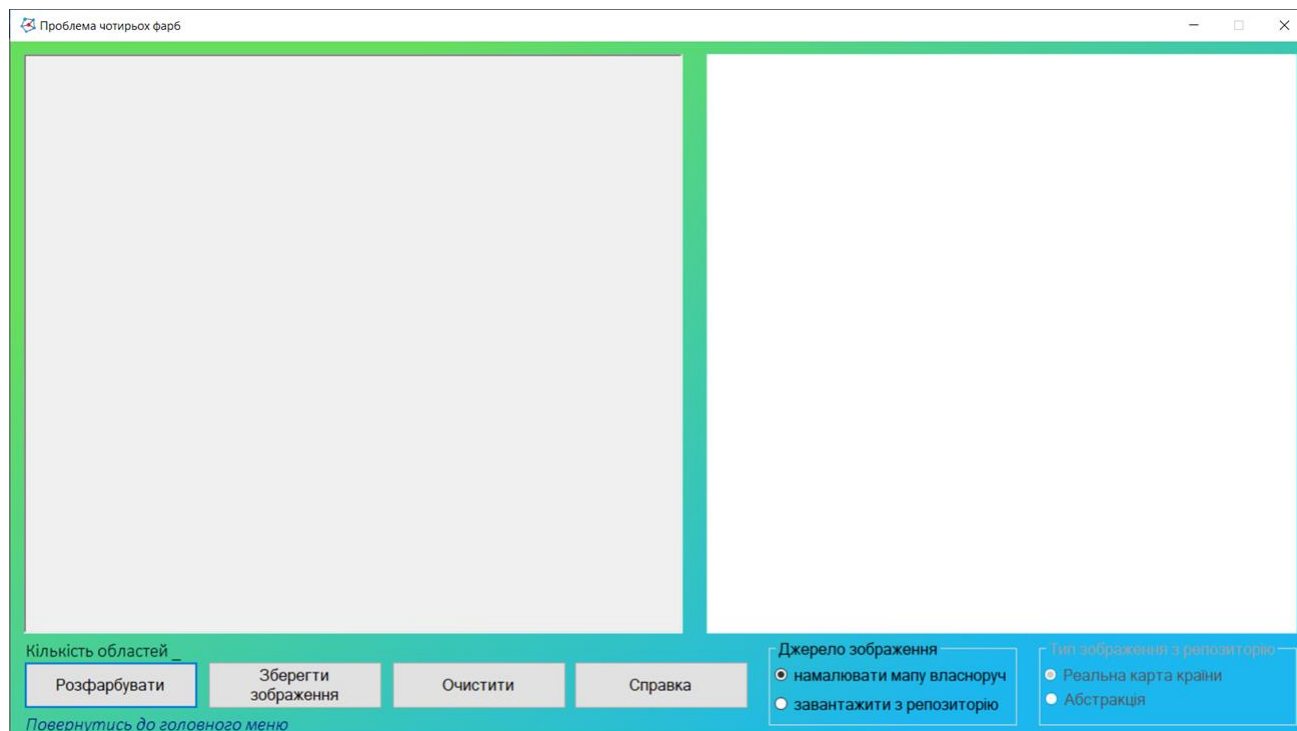 Проблема чотирьох фарб
Кількість областей _
Розфарбувати
Зберегти
зображення
Очистити
Справка
Повернутись до головного меню
Джерело зображення
намалювати мапу власноруч
завантажити з репозиторію
Тип зображення з репозиторію
Реальна карта країни
Абстракція